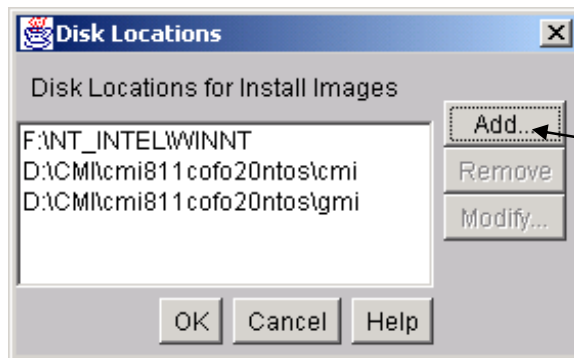 Disk Locations
Disk Locations for Install Images
F:\NT_INTEL\WINNT
D:\CMI\cmi811cofo20ntos\cmi
D:\CMI\cmi811cofo20ntos\gmi
Add...
Remove
Modify...
OK Cancel Help